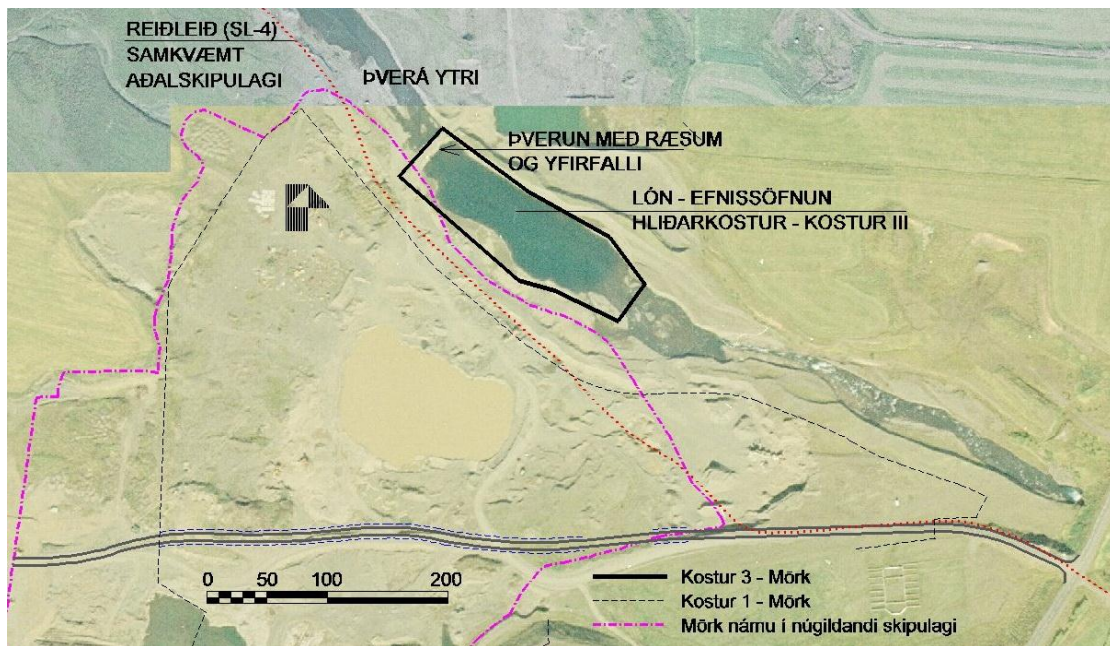 REIÐLEIÐ (SL-4)
SAMKVÆMT
AÐALSKIPULAGI
ÞVERÁ YTRI
ÞVERUN MEÐ RÆSUM
OG YFIRFALLI
LÓN - EFNISSÖFNUN
HLIÐARKOSTUR - KOSTUR III
0 50 100 200
Kostur 3 - Mörk
Kostur 1 - Mörk
Mörk námu í núgildandi skipulagi